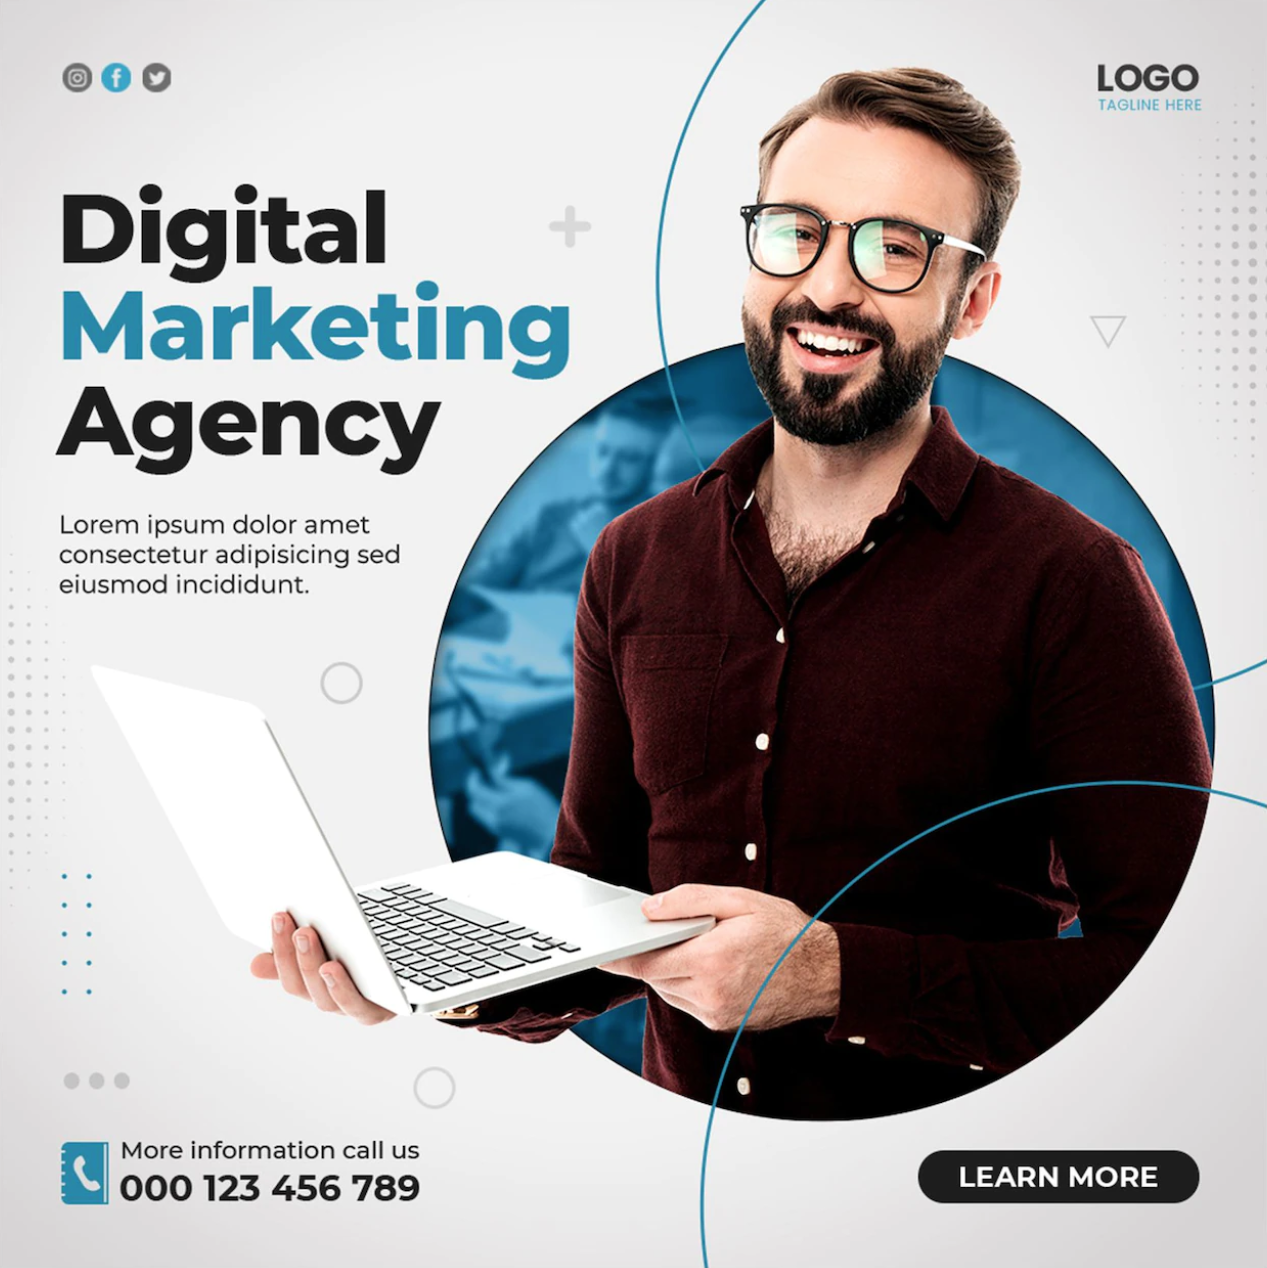 LOGO
TAGLINE HERE
Digital
Marketing
Agency
Lorem ipsum dolor amet
consectetur adipisicing sed
eiusmod incididunt.
More information call us
000 123 456 789
LEARN MORE